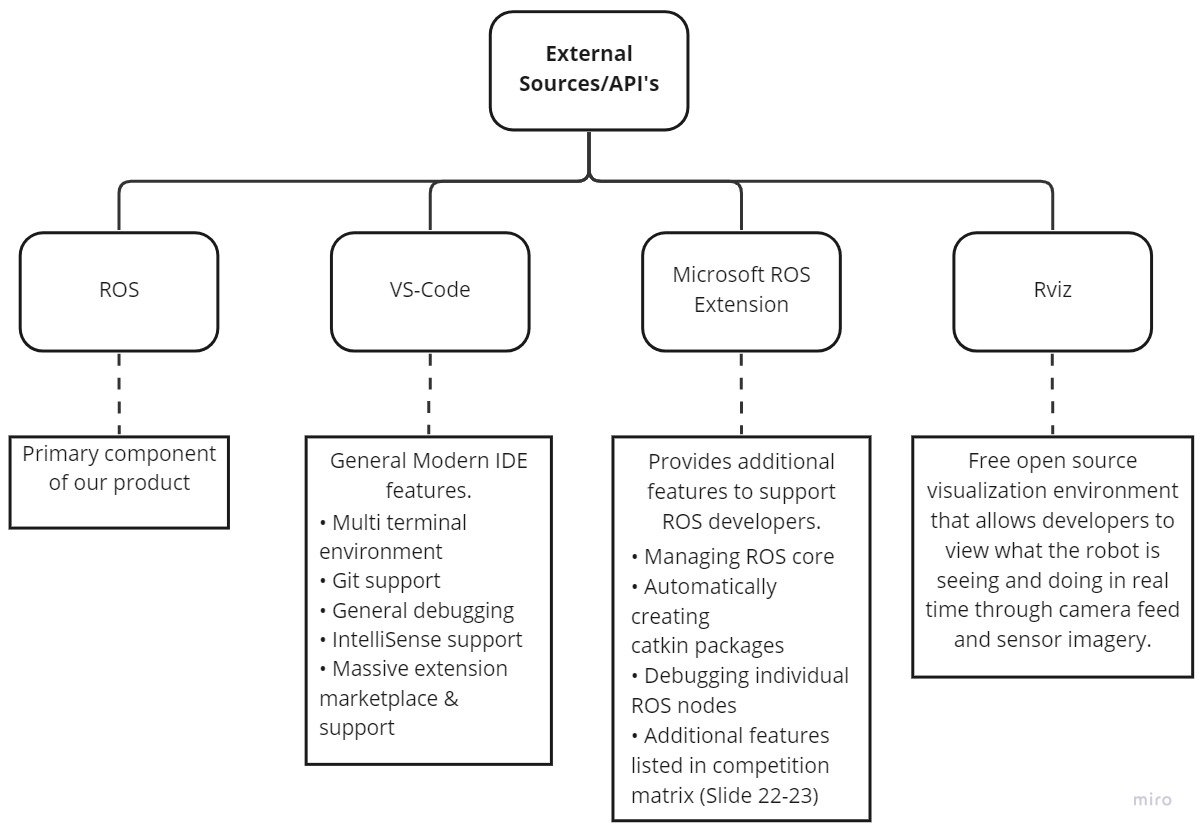 External
Sources/API's
ROS
VS-Code
Microsoft ROS
Extension
Rviz
Primary component
of our product
General Modern IDE
features.
• Multi terminal
environment
• Git support
• General debugging
• IntelliSense support
• Massive extension
marketplace &
support
Provides additional
features to support
ROS developers.
• Managing ROS core
• Automatically
creating
catkin packages
• Debugging individual
ROS nodes
• Additional features
listed in competition
matrix (Slide 22-23)
Free open source
visualization environment
that allows developers to
view what the robot is
seeing and doing in real
time through camera feed
and sensor imagery.
miro